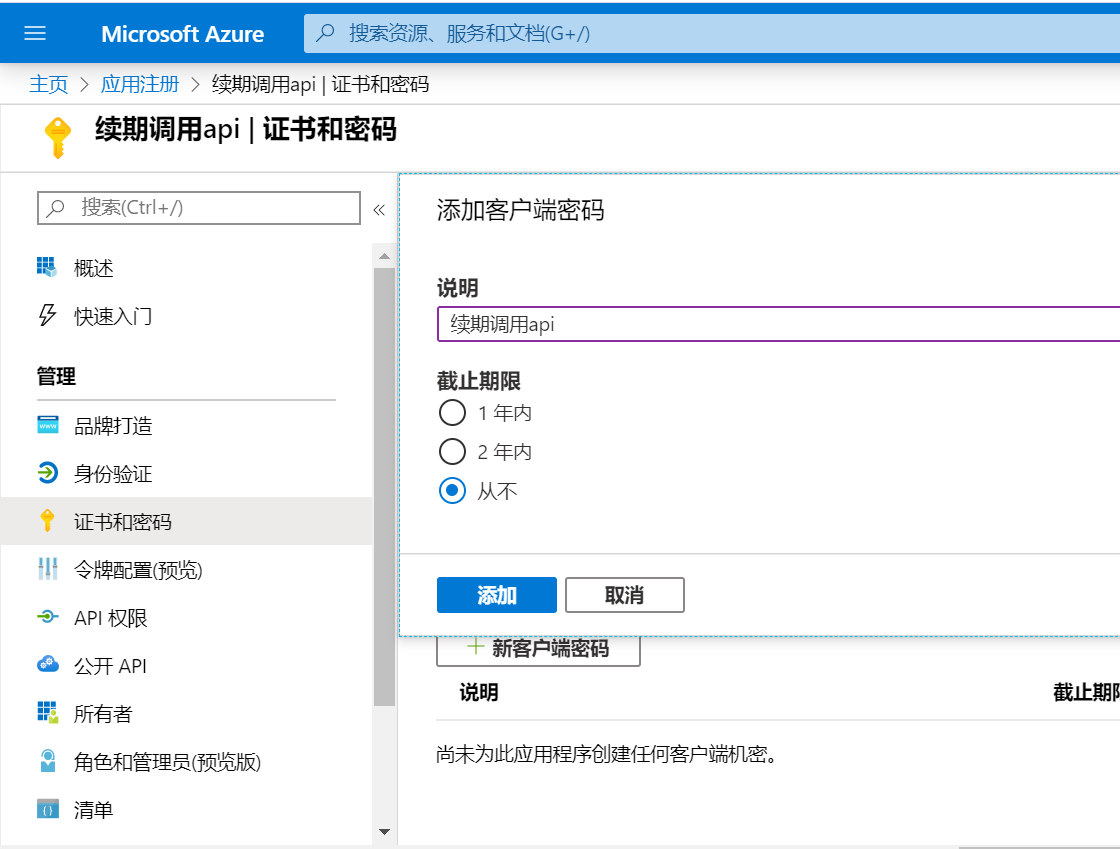 Microsoft Azure
搜索资源、服务和文档(G+/)
主页 > 应用注册 > 续期调用api | 证书和密码
续期调用api | 证书和密码
搜索(Ctrl+/)
«
概述
快速入门
管理
品牌打造
身份验证
证书和密码
令牌配置(预览)
API 权限
公开 API
所有者
角色和管理员(预览版)
清单
添加客户端密码
说明
续期调用api
截止期限
1 年内
2 年内
从不
添加
取消
新客户端密码
说明
截止期限
尚未为此应用程序创建任何客户端机密。